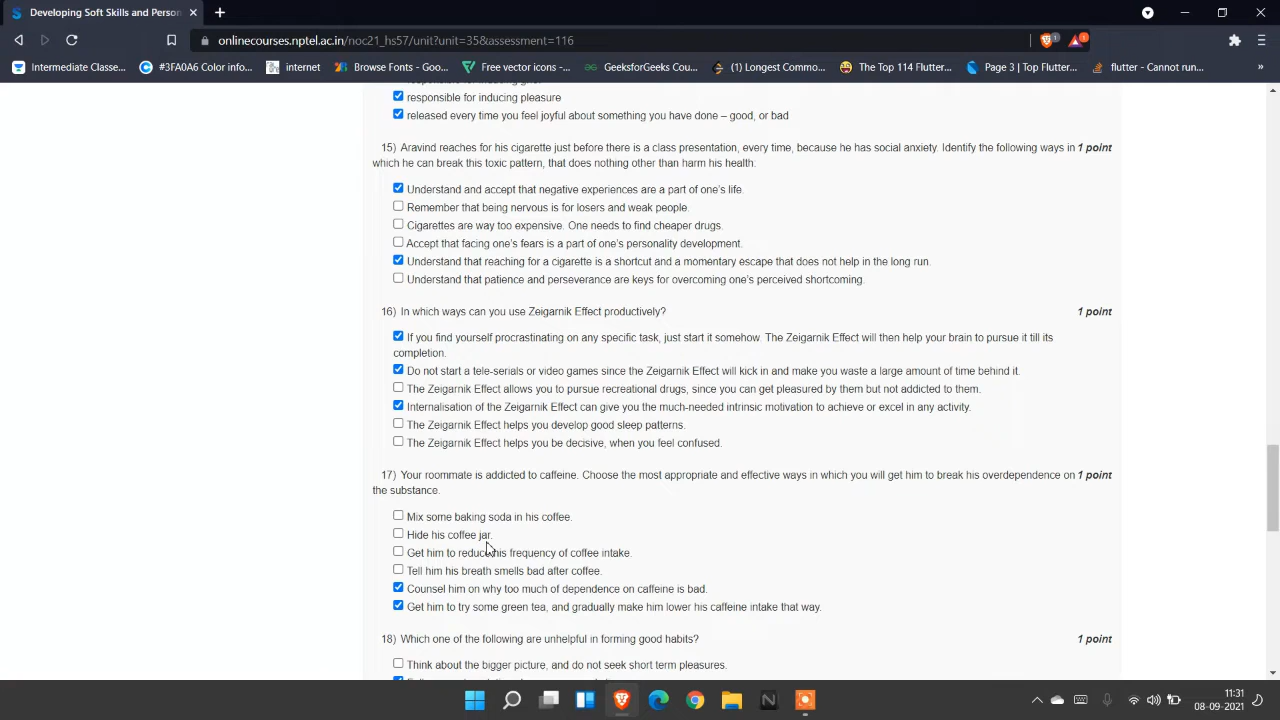 Developing Soft Skills and Person
onlinecourses.nptel.ac.in/noc21_hs57/unit?unit=35&assessment=116
1
1
Intermediate Classe...
#3FA0A6 Color info...
internet
Browse Fonts - Goo...
Free vector icons -...
GeeksforGeeks Cou...
(1) Longest Commo...
The Top 114 Flutter...
Page 3 | Top Flutter...
flutter - Cannot run...
»
responsible for inducing pleasure
released every time you feel joyful about something you have done – good, or bad
15) Aravind reaches for his cigarette just before there is a class presentation, every time, because he has social anxiety. Identify the following ways in 1 point
which he can break this toxic pattern, that does nothing other than harm his health:
Understand and accept that negative experiences are a part of one's life.
Remember that being nervous is for losers and weak people.
Cigarettes are way too expensive. One needs to find cheaper drugs.
Accept that facing one's fears is a part of one's personality development.
Understand that reaching for a cigarette is a shortcut and a momentary escape that does not help in the long run.
Understand that patience and perseverance are keys for overcoming one's perceived shortcoming.
16) In which ways can you use Zeigarnik Effect productively? 1 point
If you find yourself procrastinating on any specific task, just start it somehow. The Zeigarnik Effect will then help your brain to pursue it till its
completion.
Do not start a tele-serials or video games since the Zeigarnik Effect will kick in and make you waste a large amount of time behind it.
The Zeigarnik Effect allows you to pursue recreational drugs, since you can get pleasured by them but not addicted to them.
Internalisation of the Zeigarnik Effect can give you the much-needed intrinsic motivation to achieve or excel in any activity.
The Zeigarnik Effect helps you develop good sleep patterns.
The Zeigarnik Effect helps you be decisive, when you feel confused.
17) Your roommate is addicted to caffeine. Choose the most appropriate and effective ways in which you will get him to break his overdependence on 1 point
the substance.
Mix some baking soda in his coffee.
Hide his coffee jar.
Get him to reduce his frequency of coffee intake.
Tell him his breath smells bad after coffee.
Counsel him on why too much of dependence on caffeine is bad.
Get him to try some green tea, and gradually make him lower his caffeine intake that way.
18) Which one of the following are unhelpful in forming good habits? 1 point
Think about the bigger picture, and do not seek short term pleasures.
11:31
08-09-2021